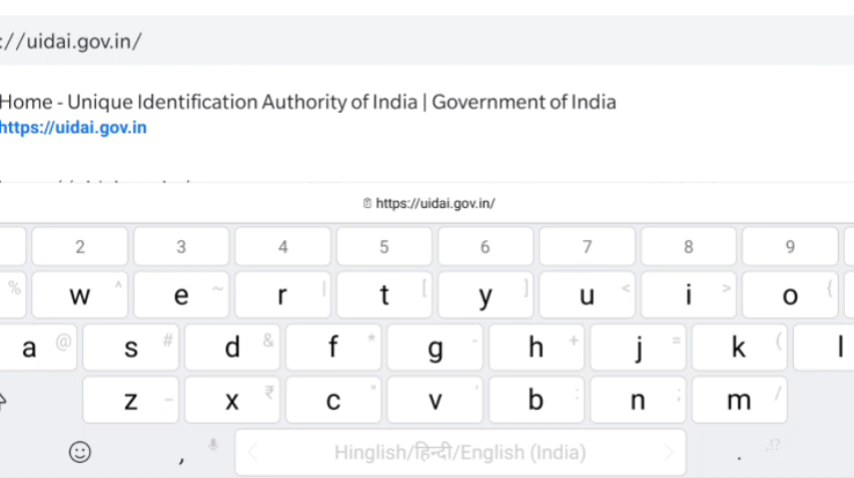 ://uidai.gov.in/
Home - Unique Identification Authority of India | Government of India
https://uidai.gov.in
https://uidai.gov.in/
2 3 4 5 6 7 8 9
% w ^ e ~ r | t [ y ] u < i > o {
a @ s # d & f * g - h + j = k ( l
z _ x ₹ c " v ' b : n ; m /
, Hinglish/हिन्दी/English (India) . ,!?